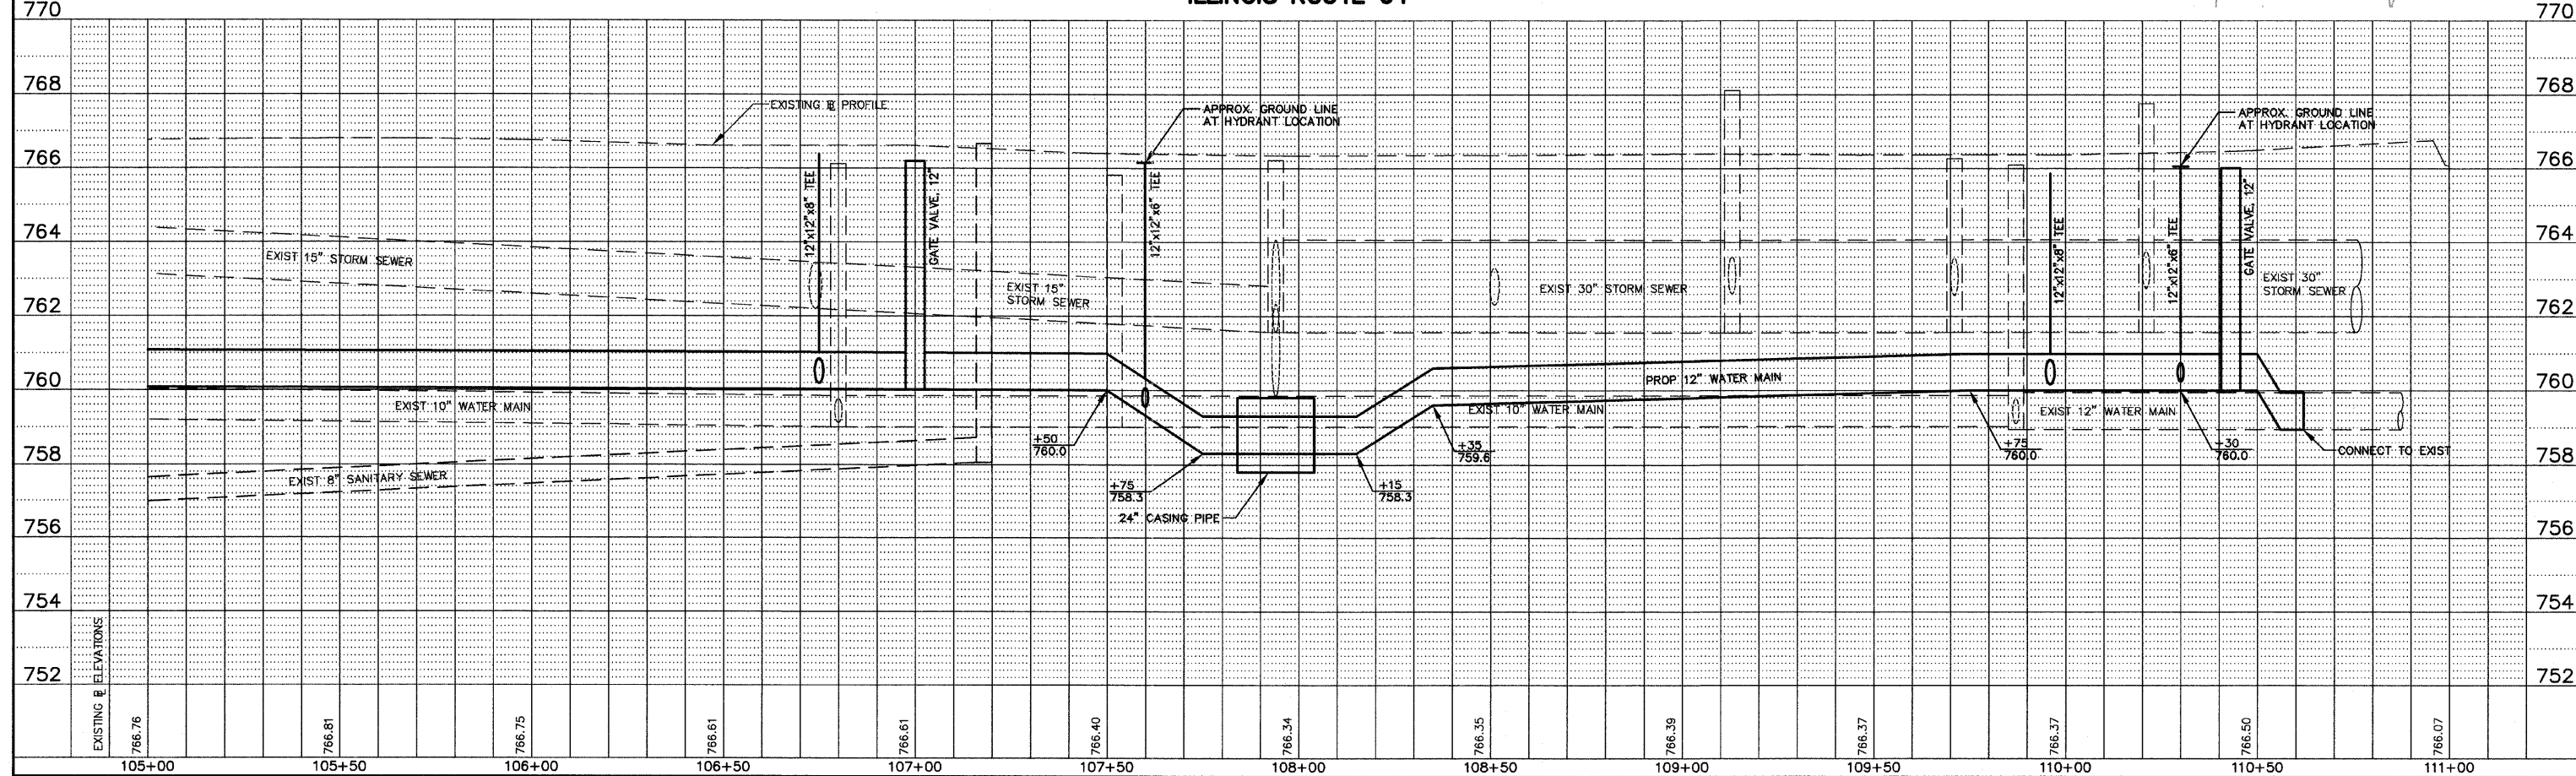 770
770
768
768
EXISTING ⅊ PROFILE
APPROX. GROUND LINE
AT HYDRANT LOCATION
APPROX. GROUND LINE
AT HYDRANT LOCATION
766
766
12"x12"x8" TEE
GATE VALVE, 12"
12"x12"x6" TEE
12"x12"x8" TEE
12"x12"x6" TEE
GATE VALVE, 12"
764
764
EXIST 15" STORM SEWER
EXIST 15"
STORM SEWER
EXIST 30" STORM SEWER
EXIST 30"
STORM SEWER
762
762
760
760
PROP 12" WATER MAIN
EXIST 10" WATER MAIN
EXIST 10" WATER MAIN
EXIST 12" WATER MAIN
+50
760.0
+35
759.6
+75
760.0
+30
760.0
CONNECT TO EXIST
758
758
EXIST 8" SANITARY SEWER
+75
758.3
+15
758.3
24" CASING PIPE
756
756
754
754
752
752
EXISTING ⅊ ELEVATIONS
766.76
766.81
766.75
766.61
766.61
766.40
766.34
766.35
766.39
766.37
766.37
766.50
766.07
105+00
105+50
106+00
106+50
107+00
107+50
108+00
108+50
109+00
109+50
110+00
110+50
111+00